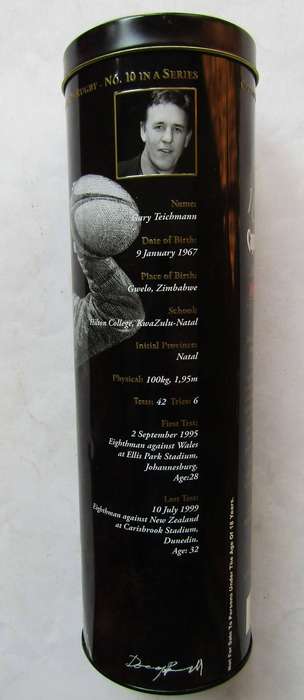 RUGBY - NO. 10 IN A SERIES
Name:
Gary Teichmann
Date of Birth:
9 January 1967
Place of Birth:
Gwelo, Zimbabwe
School:
Hilton College, KwaZulu-Natal
Initial Province:
Natal
Physical: 100kg, 1,95m
Tests: 42 Tries: 6
First Test:
2 September 1995
Eighthman against Wales
at Ellis Park Stadium,
Johannesburg.
Age:28
Last Test:
10 July 1999
Eighthman against New Zealand
at Carisbrook Stadium,
Dunedin.
Age: 32
Not For Sale To Persons Under The Age Of 18 Years.